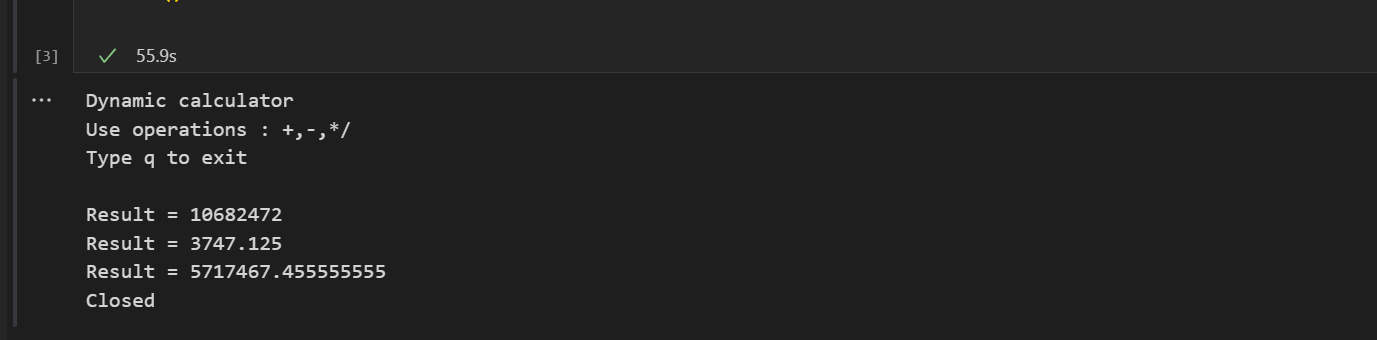 ()
[3] ✓ 55.9s
... Dynamic calculator
Use operations : +,-,*/
Type q to exit
Result = 10682472
Result = 3747.125
Result = 5717467.455555555
Closed